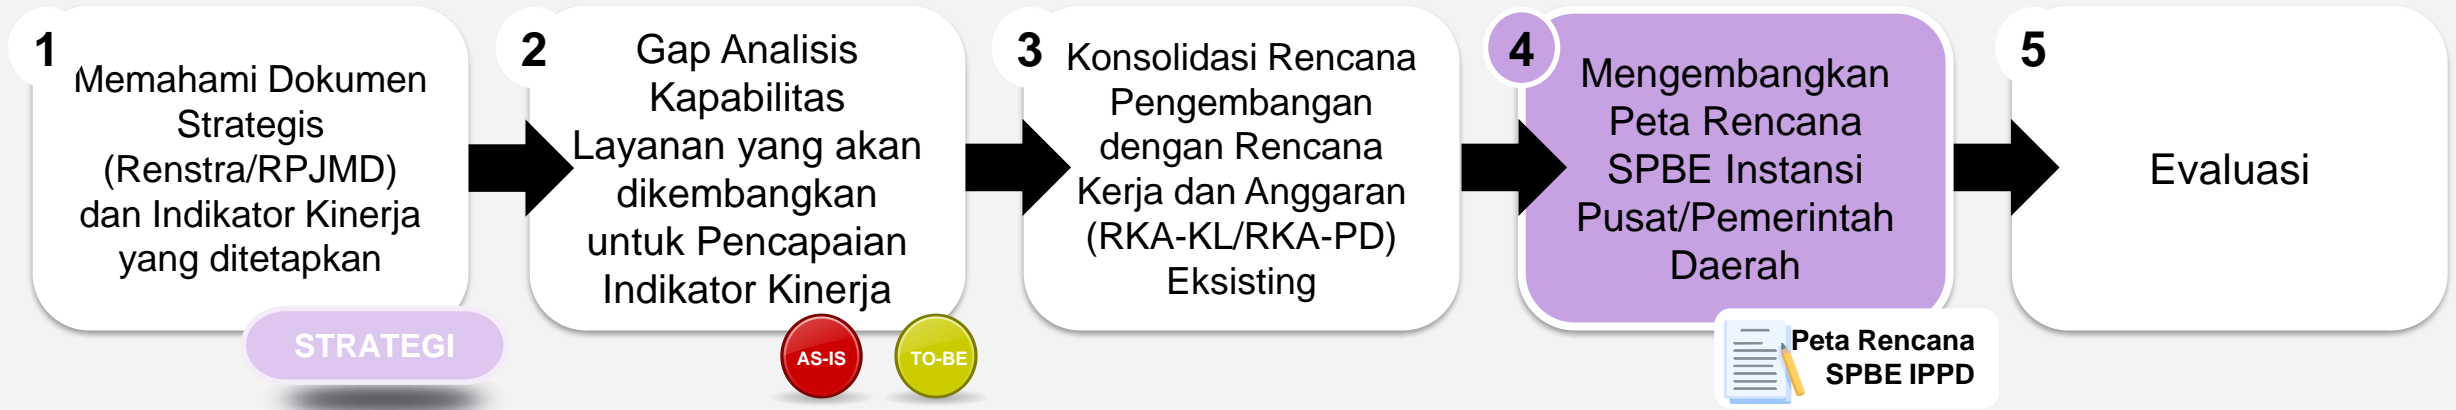 1
Memahami Dokumen
Strategis
(Renstra/RPJMD)
dan Indikator Kinerja
yang ditetapkan
STRATEGI
2
Gap Analisis
Kapabilitas
Layanan yang akan
dikembangkan
untuk Pencapaian
Indikator Kinerja
AS-IS
TO-BE
3
Konsolidasi Rencana
Pengembangan
dengan Rencana
Kerja dan Anggaran
(RKA-KL/RKA-PD)
Eksisting
4
Mengembangkan
Peta Rencana
SPBE Instansi
Pusat/Pemerintah
Daerah
Peta Rencana
SPBE IPPD
5
Evaluasi